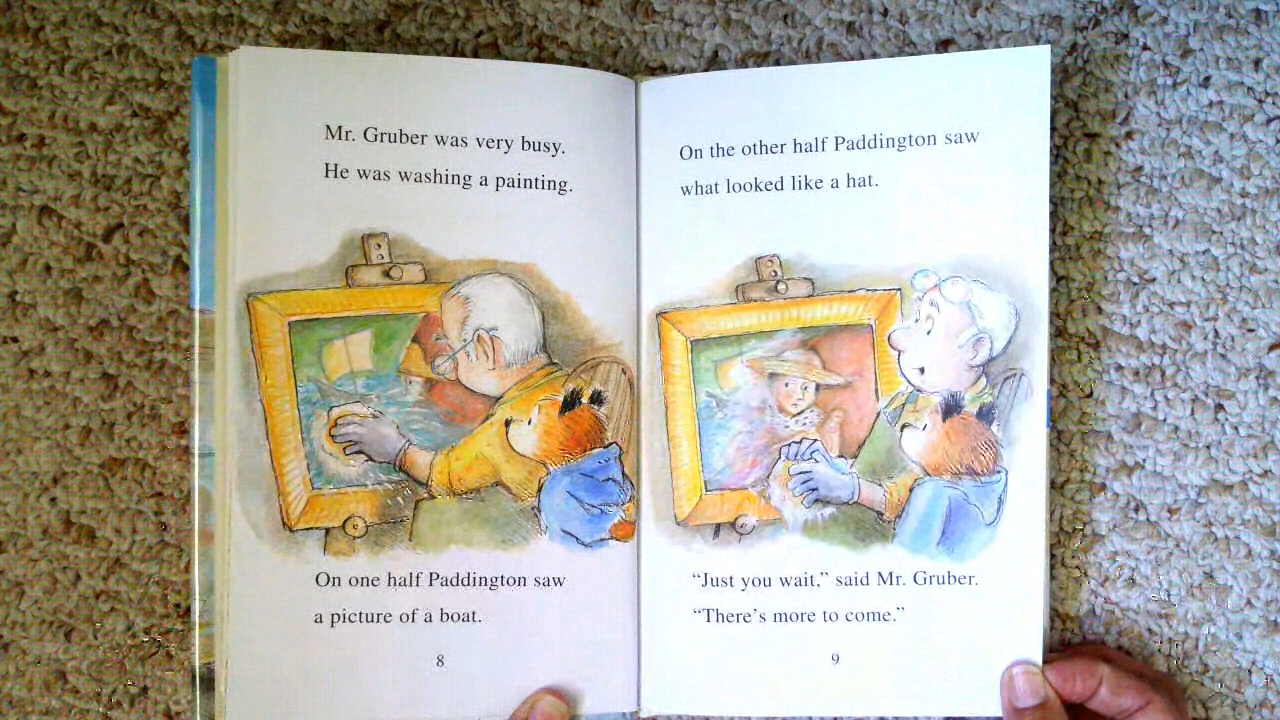 Mr. Gruber was very busy.
He was washing a painting.
On one half Paddington saw
a picture of a boat.
8
On the other half Paddington saw
what looked like a hat.
“Just you wait,” said Mr. Gruber.
“There’s more to come.”
9